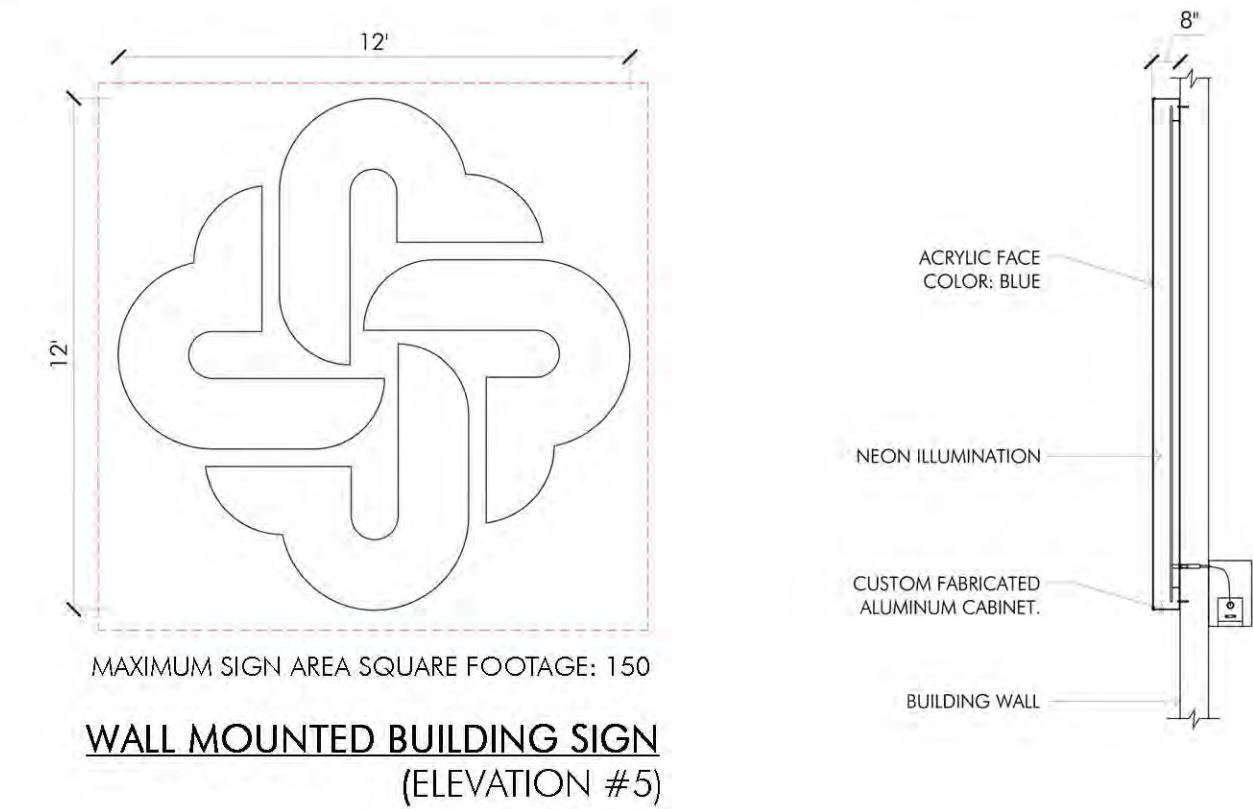 12'
12'
MAXIMUM SIGN AREA SQUARE FOOTAGE: 150
WALL MOUNTED BUILDING SIGN
(ELEVATION #5)
8"
ACRYLIC FACE
COLOR: BLUE
NEON ILLUMINATION
CUSTOM FABRICATED
ALUMINUM CABINET.
BUILDING WALL